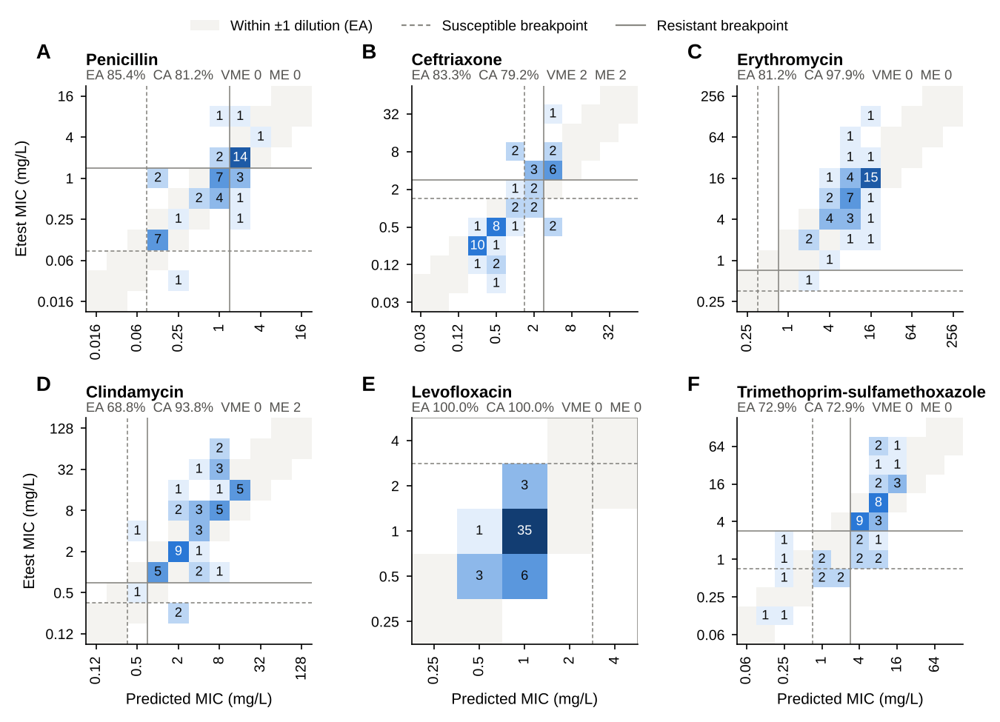 Within ±1 dilution (EA) Susceptible breakpoint Resistant breakpoint
A
Penicillin
EA 85.4% CA 81.2% VME 0 ME 0
Etest MIC (mg/L)
16
4
1
0.25
0.06
0.016
1 1
1
2 14
2 7 3
2 4 1
1 1
7
1
0.016 0.06 0.25 1 4 16
B
Ceftriaxone
EA 83.3% CA 79.2% VME 2 ME 2
32
8
2
0.5
0.12
0.03
1
2 2
3 6
1 2
2 2
1 8 1 2
10 1
1 2
1
0.03 0.12 0.5 2 8 32
C
Erythromycin
EA 81.2% CA 97.9% VME 0 ME 0
256
64
16
4
1
0.25
1
1
1 1
1 4 15
2 7 1
4 3 1
2 1 1
1
1
0.25 1 4 16 64 256
D
Clindamycin
EA 68.8% CA 93.8% VME 0 ME 2
Etest MIC (mg/L)
128
32
8
2
0.5
0.12
2
1 3
1 1 5
2 3 5
1 3
9 1
5 2 1
1
2
0.12 0.5 2 8 32 128
Predicted MIC (mg/L)
E
Levofloxacin
EA 100.0% CA 100.0% VME 0 ME 0
4
2
1
0.5
0.25
3
1 35
3 6
0.25 0.5 1 2 4
Predicted MIC (mg/L)
F
Trimethoprim-sulfamethoxazole
EA 72.9% CA 72.9% VME 0 ME 0
64
16
4
1
0.25
0.06
2 1
1 1
2 3
8
9 3
1 2 1
1 2 2 2
1 2 2
1 1
0.06 0.25 1 4 16 64
Predicted MIC (mg/L)